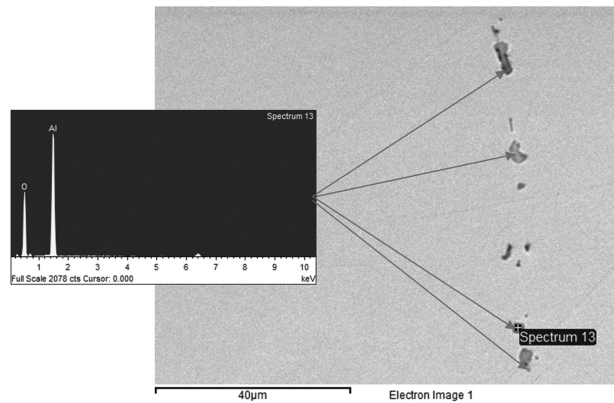 Spectrum 13
Al
O
1 2 3 4 5 6 7 8 9 10
Full Scale 2078 cts Cursor: 0.000 keV
Spectrum 13
40µm Electron Image 1